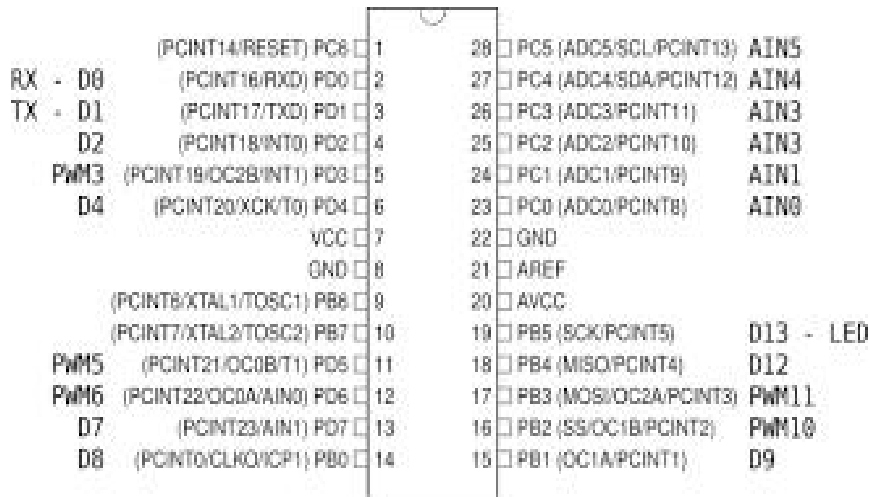 (PCINT14/RESET) PC6 1 28 PC5 (ADC5/SCL/PCINT13) AIN5
RX - D0 (PCINT16/RXD) PD0 2 27 PC4 (ADC4/SDA/PCINT12) AIN4
TX - D1 (PCINT17/TXD) PD1 3 26 PC3 (ADC3/PCINT11) AIN3
D2 (PCINT18/INT0) PD2 4 25 PC2 (ADC2/PCINT10) AIN3
PWM3 (PCINT19/OC2B/INT1) PD3 5 24 PC1 (ADC1/PCINT9) AIN1
D4 (PCINT20/XCK/T0) PD4 6 23 PC0 (ADC0/PCINT8) AIN0
VCC 7 22 GND
GND 8 21 AREF
(PCINT6/XTAL1/TOSC1) PB6 9 20 AVCC
(PCINT7/XTAL2/TOSC2) PB7 10 19 PB5 (SCK/PCINT5) D13 - LED
PWM5 (PCINT21/OC0B/T1) PD5 11 18 PB4 (MISO/PCINT4) D12
PWM6 (PCINT22/OC0A/AIN0) PD6 12 17 PB3 (MOSI/OC2A/PCINT3) PWM11
D7 (PCINT23/AIN1) PD7 13 16 PB2 (SS/OC1B/PCINT2) PWM10
D8 (PCINT0/CLKO/ICP1) PB0 14 15 PB1 (OC1A/PCINT1) D9